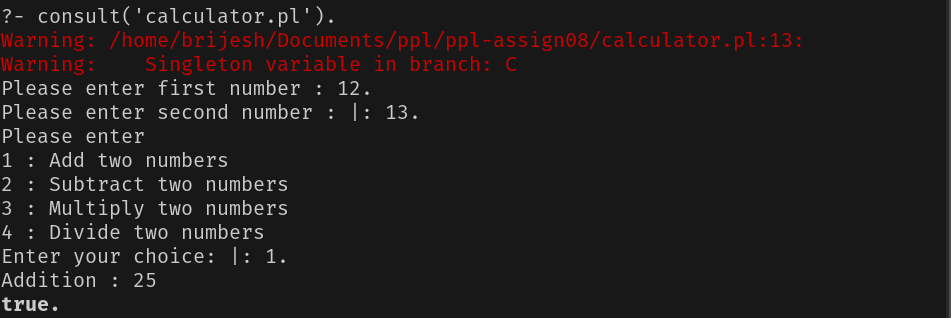 ?- consult('calculator.pl').
Warning: /home/brijesh/Documents/ppl/ppl-assign08/calculator.pl:13:
Warning:    Singleton variable in branch: C
Please enter first number : 12.
Please enter second number : |: 13.
Please enter
1 : Add two numbers
2 : Subtract two numbers
3 : Multiply two numbers
4 : Divide two numbers
Enter your choice: |: 1.
Addition : 25
true.